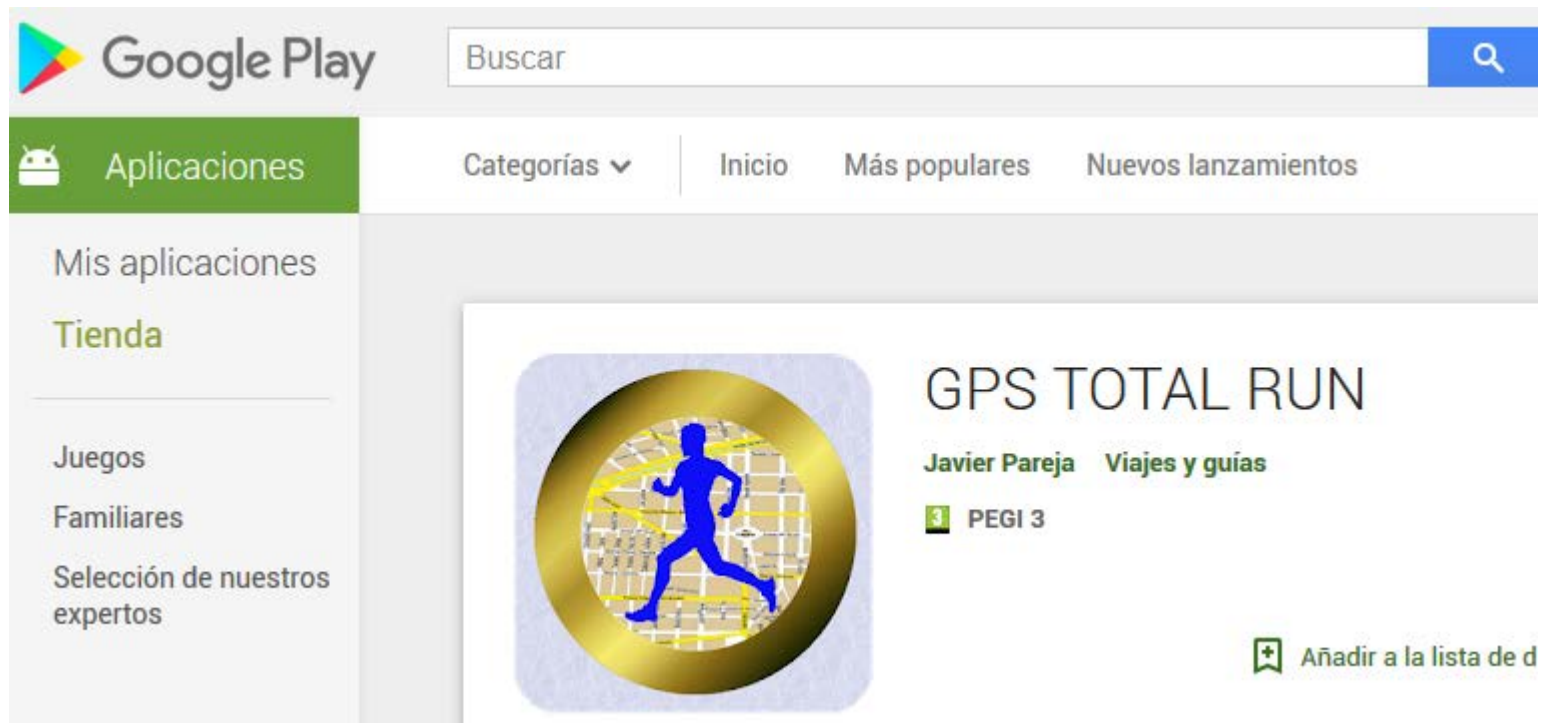 Google Play
Buscar
Aplicaciones
Categorías
Inicio
Más populares
Nuevos lanzamientos
Mis aplicaciones
Tienda
Juegos
Familiares
Selección de nuestros
expertos
GPS TOTAL RUN
Javier Pareja Viajes y guías
3 PEGI 3
Añadir a la lista de d